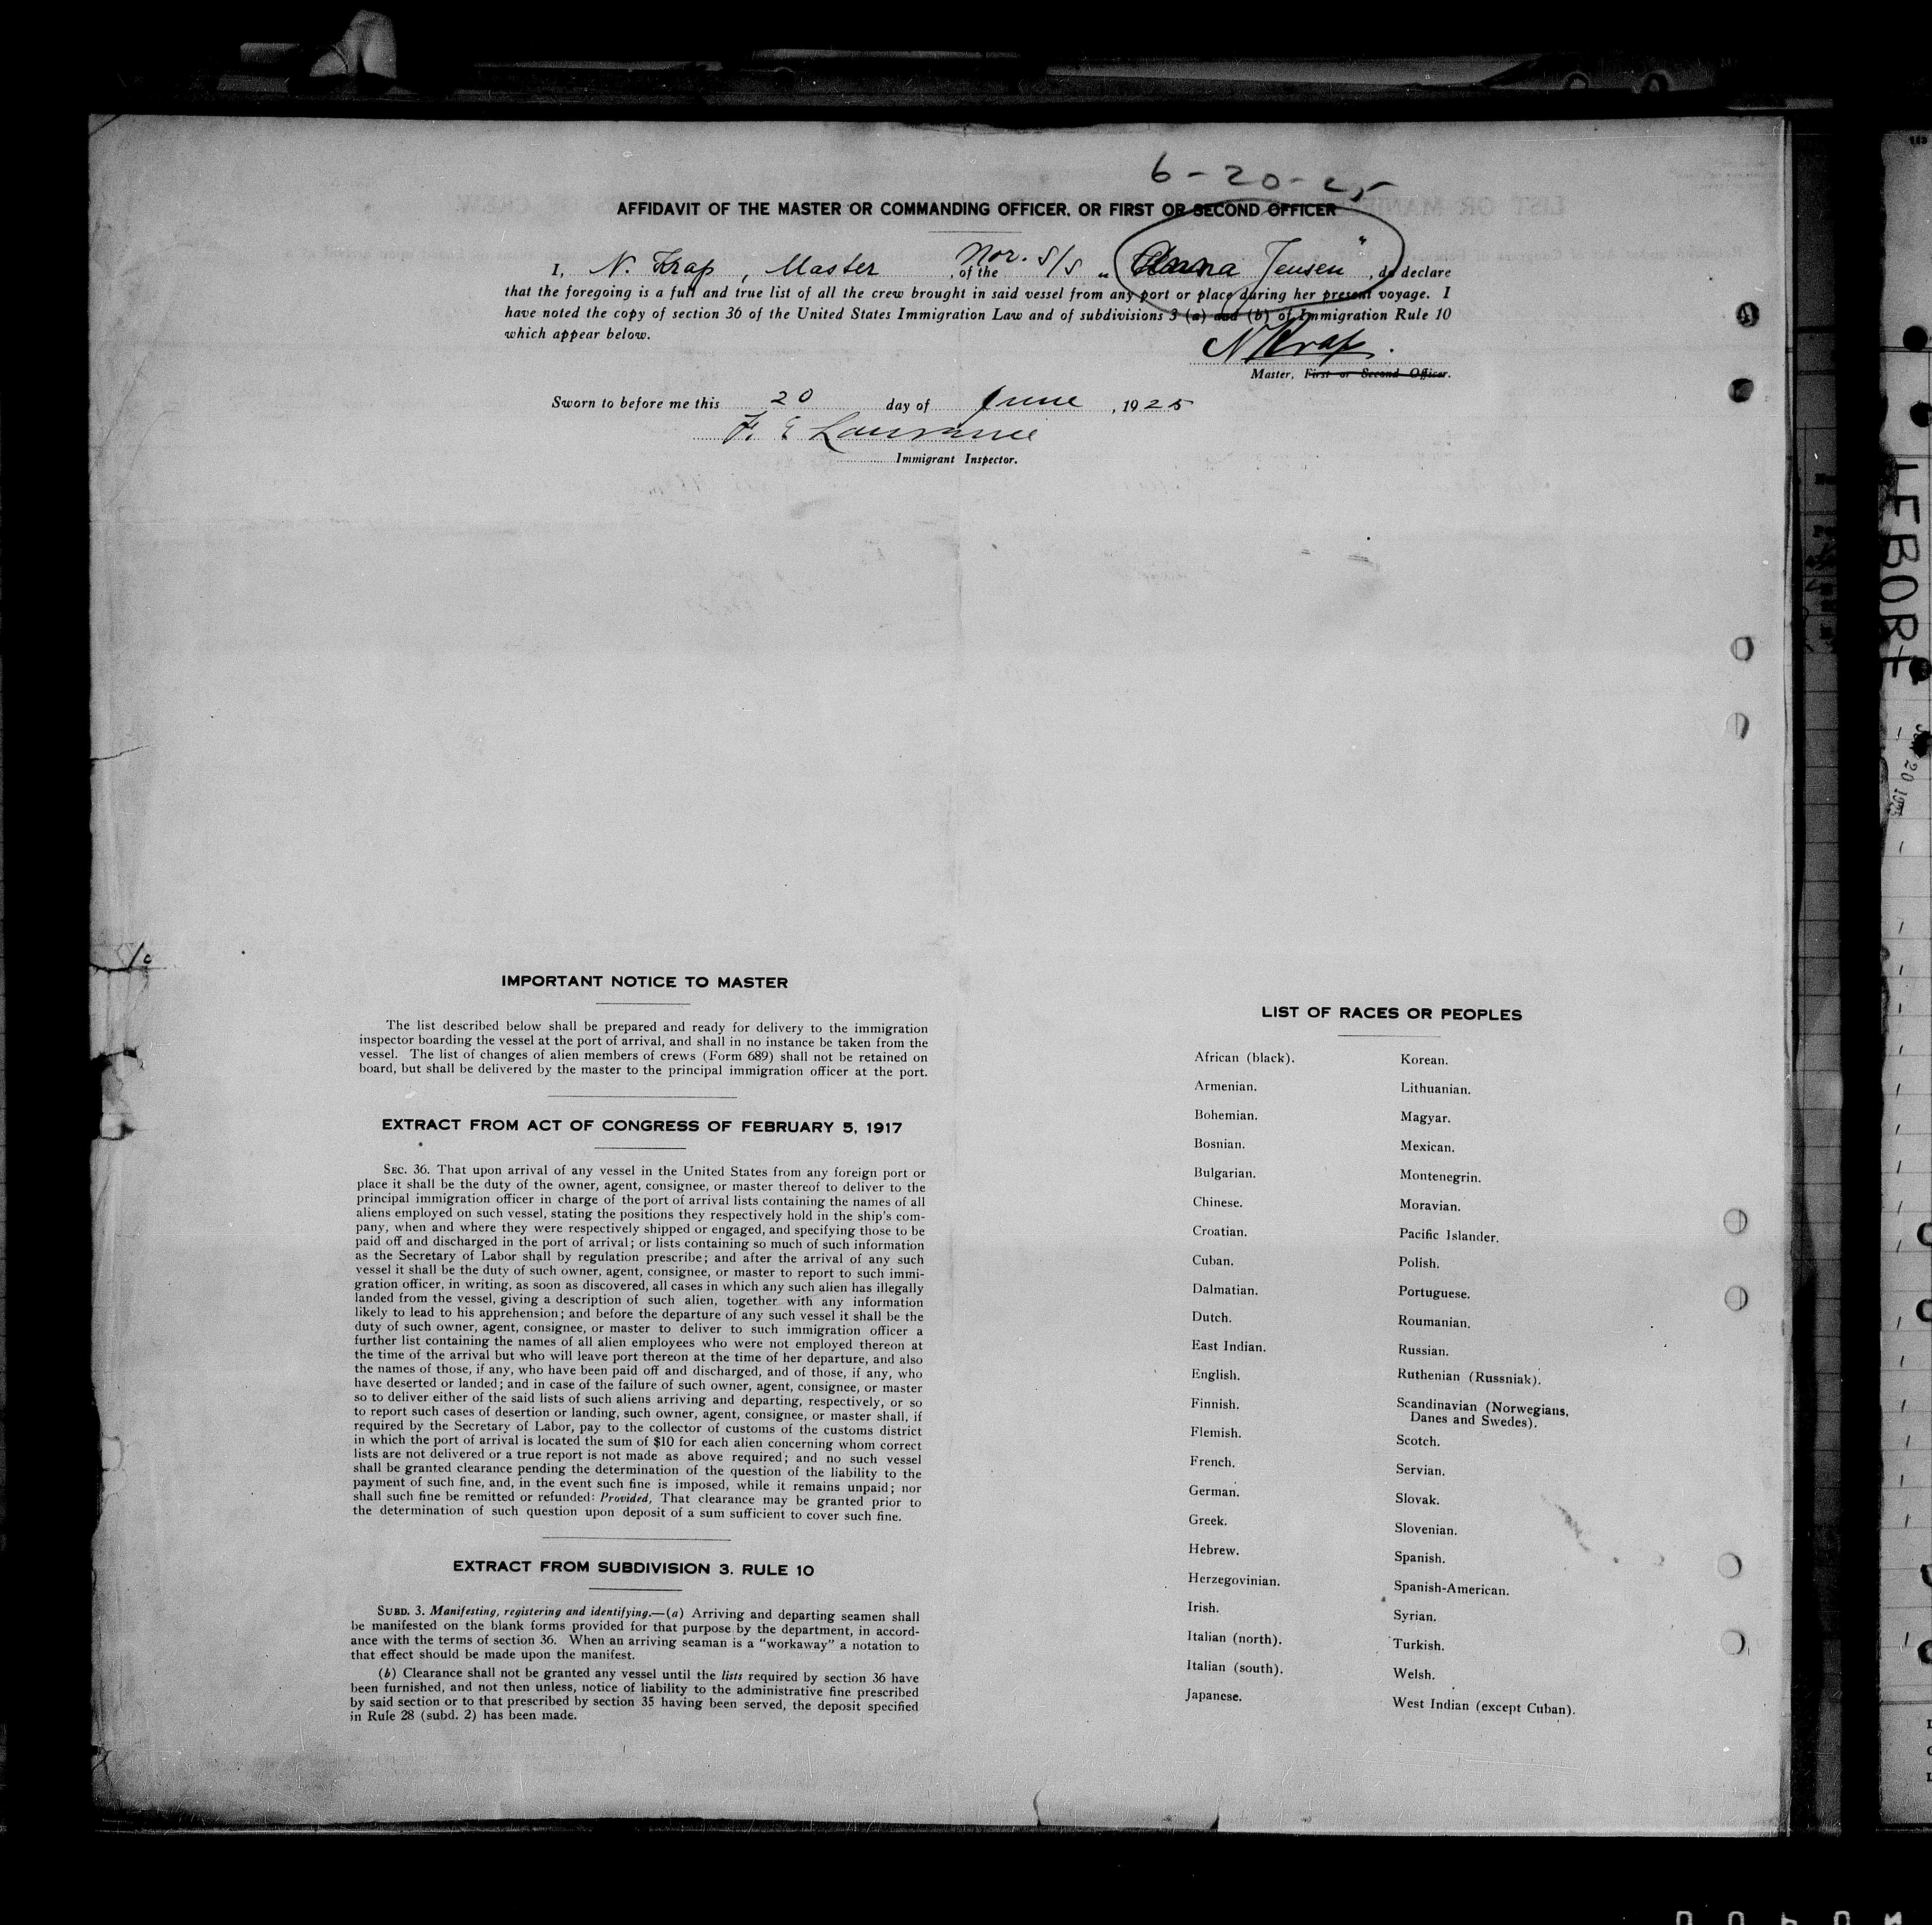 6-20-25
AFFIDAVIT OF THE MASTER OR COMMANDING OFFICER, OR FIRST OR SECOND OFFICER
I, N. Krap, Master, of the Nor. S/S „Anna Jensen", do declare
that the foregoing is a full and true list of all the crew brought in said vessel from any port or place during her present voyage. I
have noted the copy of section 36 of the United States Immigration Law and of subdivisions 3 (a) and (b) of Immigration Rule 10
which appear below.
N Krap.
Master, First or Second Officer.
Sworn to before me this 20 day of June, 1925
F. E Lawrance
Immigrant Inspector.
IMPORTANT NOTICE TO MASTER
The list described below shall be prepared and ready for delivery to the immigration
inspector boarding the vessel at the port of arrival, and shall in no instance be taken from the
vessel. The list of changes of alien members of crews (Form 689) shall not be retained on
board, but shall be delivered by the master to the principal immigration officer at the port.
EXTRACT FROM ACT OF CONGRESS OF FEBRUARY 5, 1917
SEC. 36. That upon arrival of any vessel in the United States from any foreign port or
place it shall be the duty of the owner, agent, consignee, or master thereof to deliver to the
principal immigration officer in charge of the port of arrival lists containing the names of all
aliens employed on such vessel, stating the positions they respectively hold in the ship's com-
pany, when and where they were respectively shipped or engaged, and specifying those to be
paid off and discharged in the port of arrival; or lists containing so much of such information
as the Secretary of Labor shall by regulation prescribe; and after the arrival of any such
vessel it shall be the duty of such owner, agent, consignee, or master to report to such immi-
gration officer, in writing, as soon as discovered, all cases in which any such alien has illegally
landed from the vessel, giving a description of such alien, together with any information
likely to lead to his apprehension; and before the departure of any such vessel it shall be the
duty of such owner, agent, consignee, or master to deliver to such immigration officer a
further list containing the names of all alien employees who were not employed thereon at
the time of the arrival but who will leave port thereon at the time of her departure, and also
the names of those, if any, who have been paid off and discharged, and of those, if any, who
have deserted or landed; and in case of the failure of such owner, agent, consignee, or master
so to deliver either of the said lists of such aliens arriving and departing, respectively, or so
to report such cases of desertion or landing, such owner, agent, consignee, or master shall, if
required by the Secretary of Labor, pay to the collector of customs of the customs district
in which the port of arrival is located the sum of $10 for each alien concerning whom correct
lists are not delivered or a true report is not made as above required; and no such vessel
shall be granted clearance pending the determination of the question of the liability to the
payment of such fine, and, in the event such fine is imposed, while it remains unpaid; nor
shall such fine be remitted or refunded: Provided, That clearance may be granted prior to
the determination of such question upon deposit of a sum sufficient to cover such fine.
EXTRACT FROM SUBDIVISION 3. RULE 10
SUBD. 3. Manifesting, registering and identifying.—(a) Arriving and departing seamen shall
be manifested on the blank forms provided for that purpose by the department, in accord-
ance with the terms of section 36. When an arriving seaman is a "workaway" a notation to
that effect should be made upon the manifest.
(b) Clearance shall not be granted any vessel until the lists required by section 36 have
been furnished, and not then unless, notice of liability to the administrative fine prescribed
by said section or to that prescribed by section 35 having been served, the deposit specified
in Rule 28 (subd. 2) has been made.
LIST OF RACES OR PEOPLES
African (black).
Armenian.
Bohemian.
Bosnian.
Bulgarian.
Chinese.
Croatian.
Cuban.
Dalmatian.
Dutch.
East Indian.
English.
Finnish.
Flemish.
French.
German.
Greek.
Hebrew.
Herzegovinian.
Irish.
Italian (north).
Italian (south).
Japanese.
Korean.
Lithuanian.
Magyar.
Mexican.
Montenegrin.
Moravian.
Pacific Islander.
Polish.
Portuguese.
Roumanian.
Russian.
Ruthenian (Russniak).
Scandinavian (Norwegians,
Danes and Swedes).
Scotch.
Servian.
Slovak.
Slovenian.
Spanish.
Spanish-American.
Syrian.
Turkish.
Welsh.
West Indian (except Cuban).